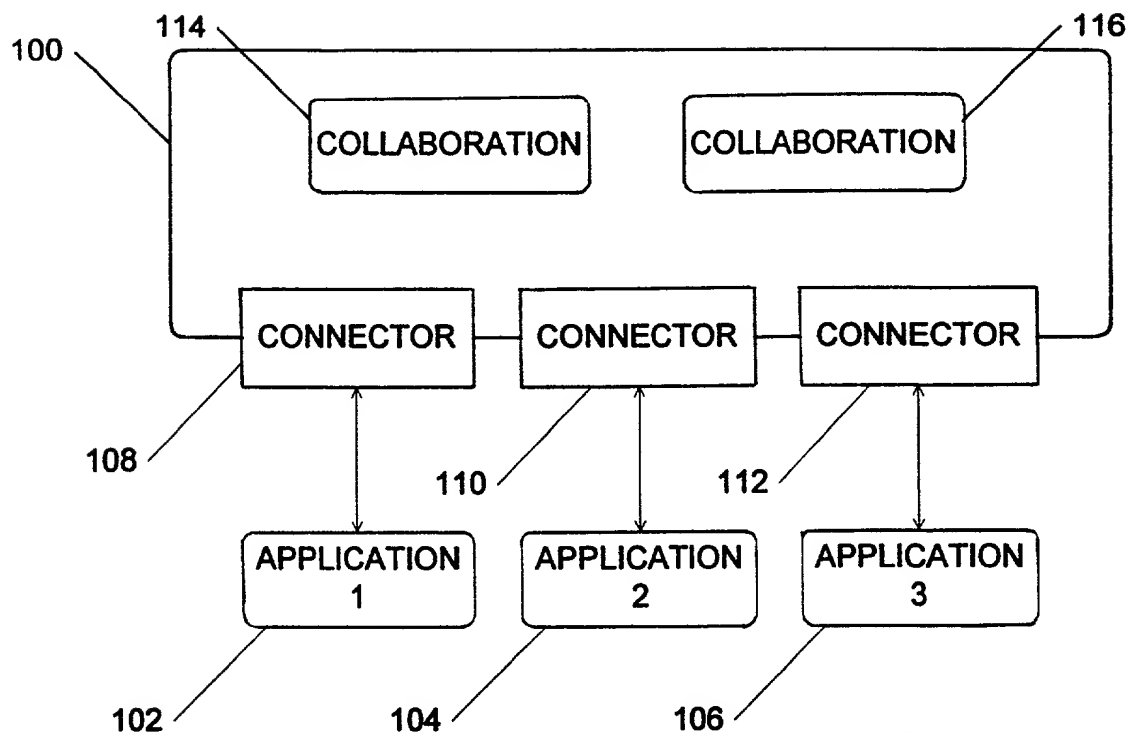 114
116
100
COLLABORATION
COLLABORATION
CONNECTOR
CONNECTOR
CONNECTOR
108
110
112
APPLICATION
1
APPLICATION
2
APPLICATION
3
102
104
106